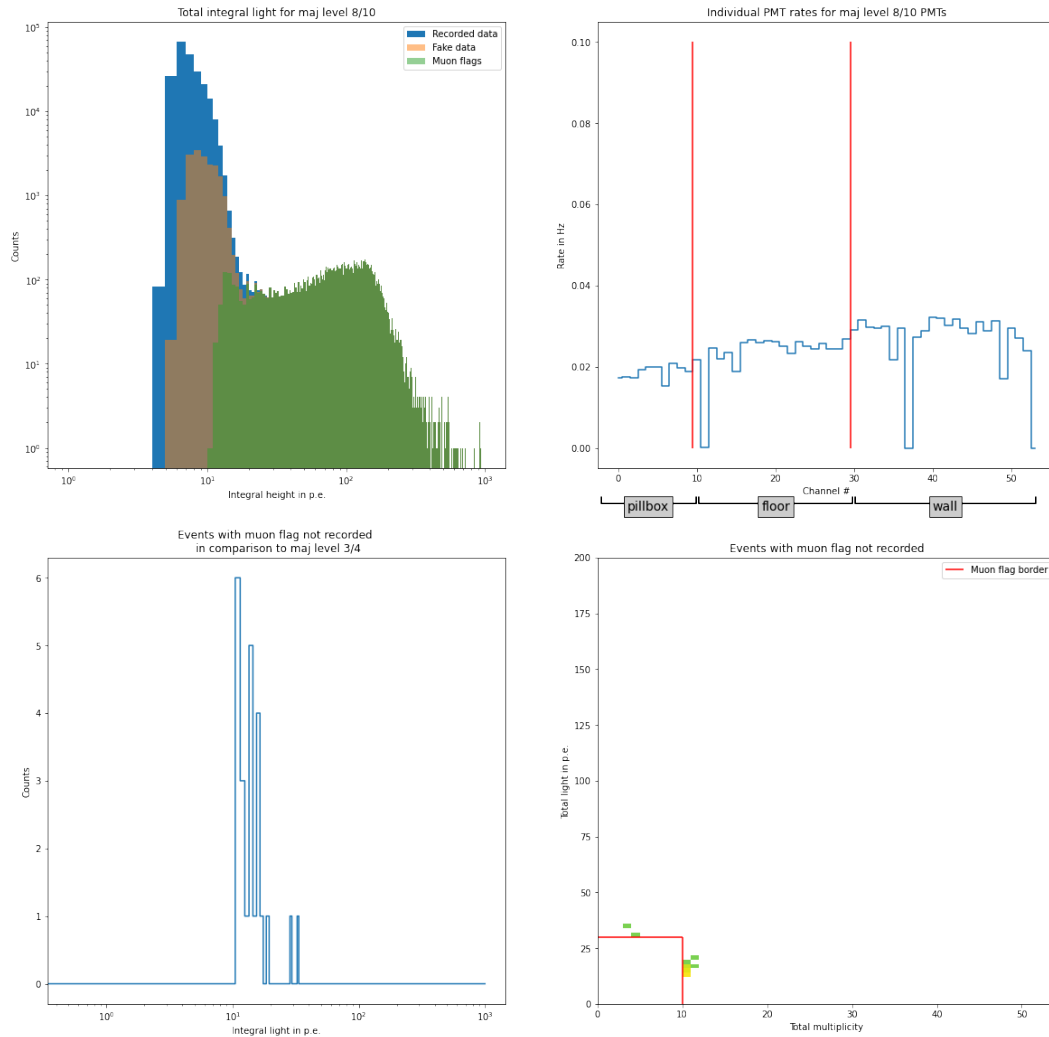 Total integral light for maj level 8/10
10⁵
10⁴
10³
10²
10¹
10⁰
Counts
Recorded data
Fake data
Muon flags
10⁰ 10¹ 10² 10³
Integral height in p.e.
Individual PMT rates for maj level 8/10 PMTs
0.10
0.08
0.06
0.04
0.02
0.00
Rate in Hz
0 10 20 30 40 50
Channel #
pillbox floor wall
Events with muon flag not recorded
in comparison to maj level 3/4
6
5
4
3
2
1
0
Counts
10⁰ 10¹ 10² 10³
Integral light in p.e.
Events with muon flag not recorded
200
175
150
125
100
75
50
25
0
Total light in p.e.
Muon flag border
0 10 20 30 40 50
Total multiplicity